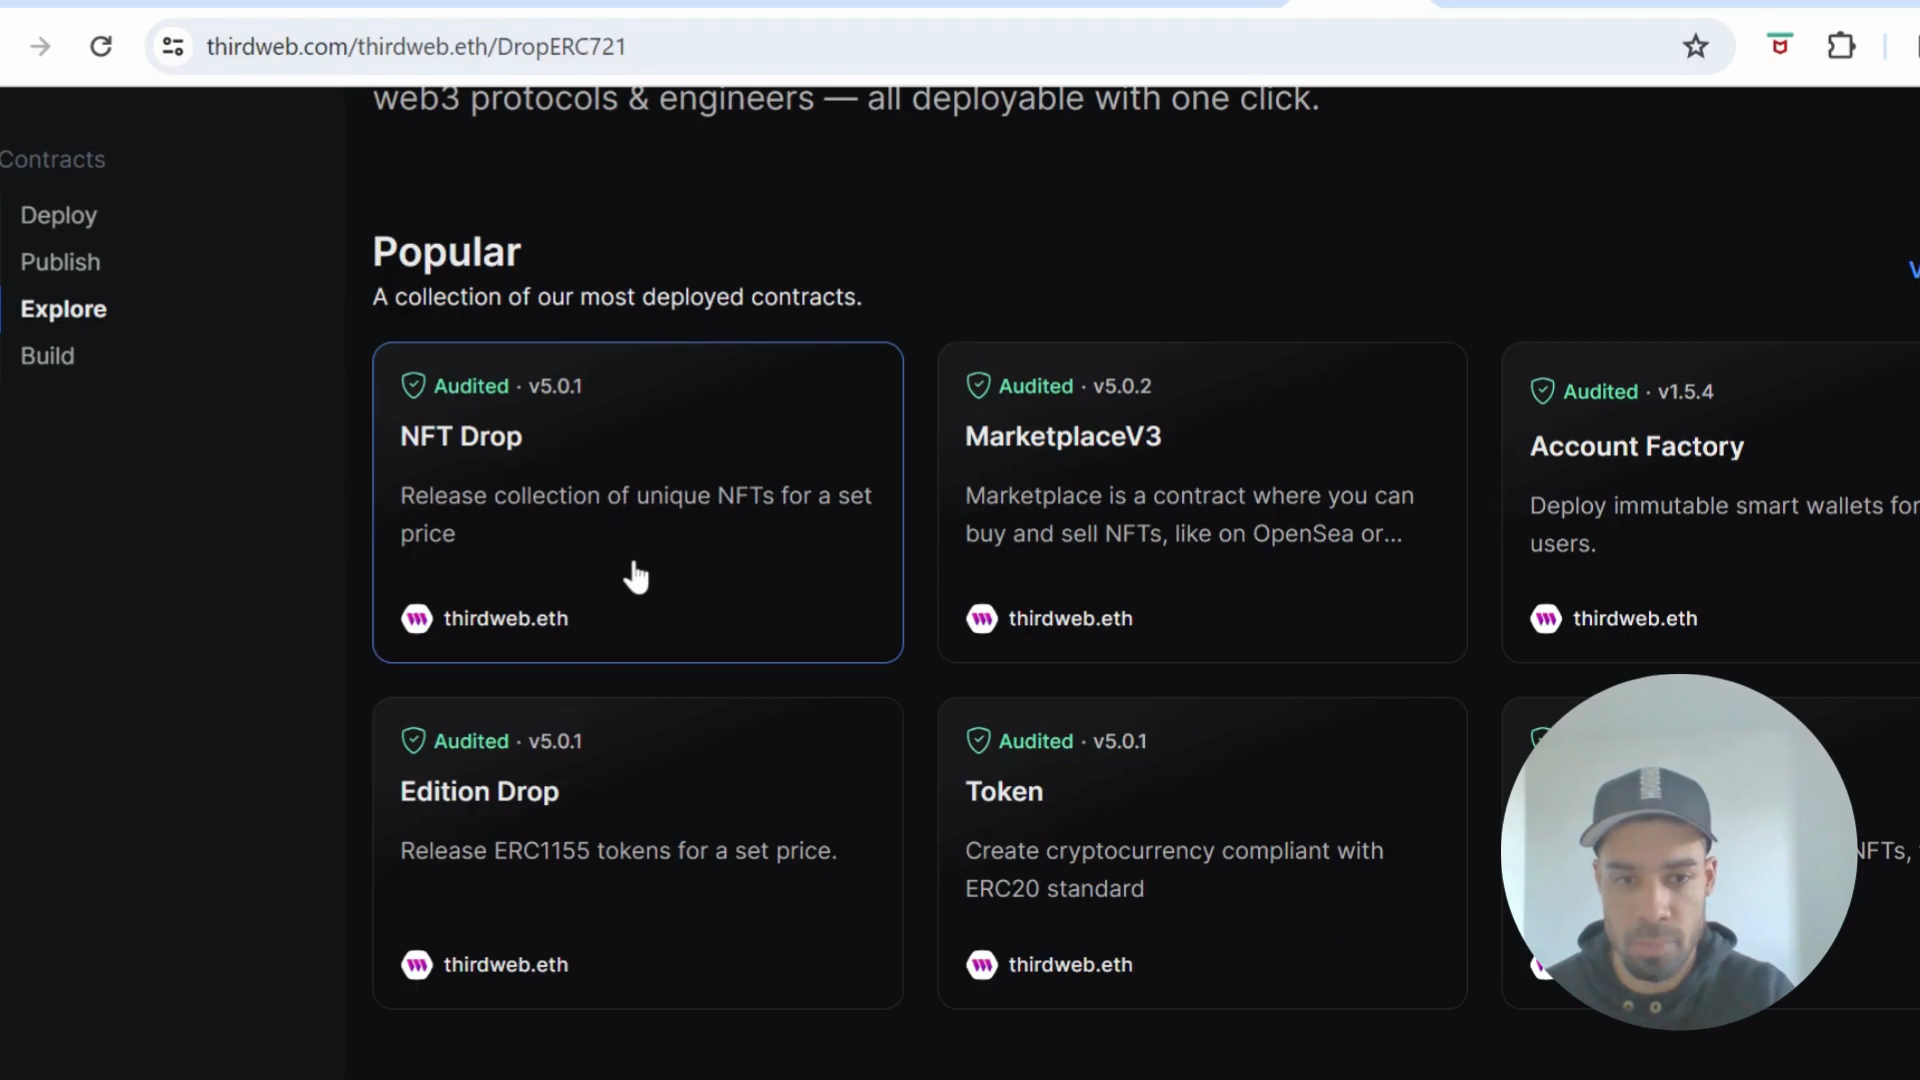 thirdweb.com/thirdweb.eth/DropERC721
web3 protocols & engineers — all deployable with one click.
Contracts
Deploy
Publish
Explore
Build
Popular
A collection of our most deployed contracts.
Audited · v5.0.1
NFT Drop
Release collection of unique NFTs for a set
price
thirdweb.eth
Audited · v5.0.2
MarketplaceV3
Marketplace is a contract where you can
buy and sell NFTs, like on OpenSea or...
thirdweb.eth
Audited · v1.5.4
Account Factory
Deploy immutable smart wallets for
users.
thirdweb.eth
Audited · v5.0.1
Edition Drop
Release ERC1155 tokens for a set price.
thirdweb.eth
Audited · v5.0.1
Token
Create cryptocurrency compliant with
ERC20 standard
thirdweb.eth
NFTs,